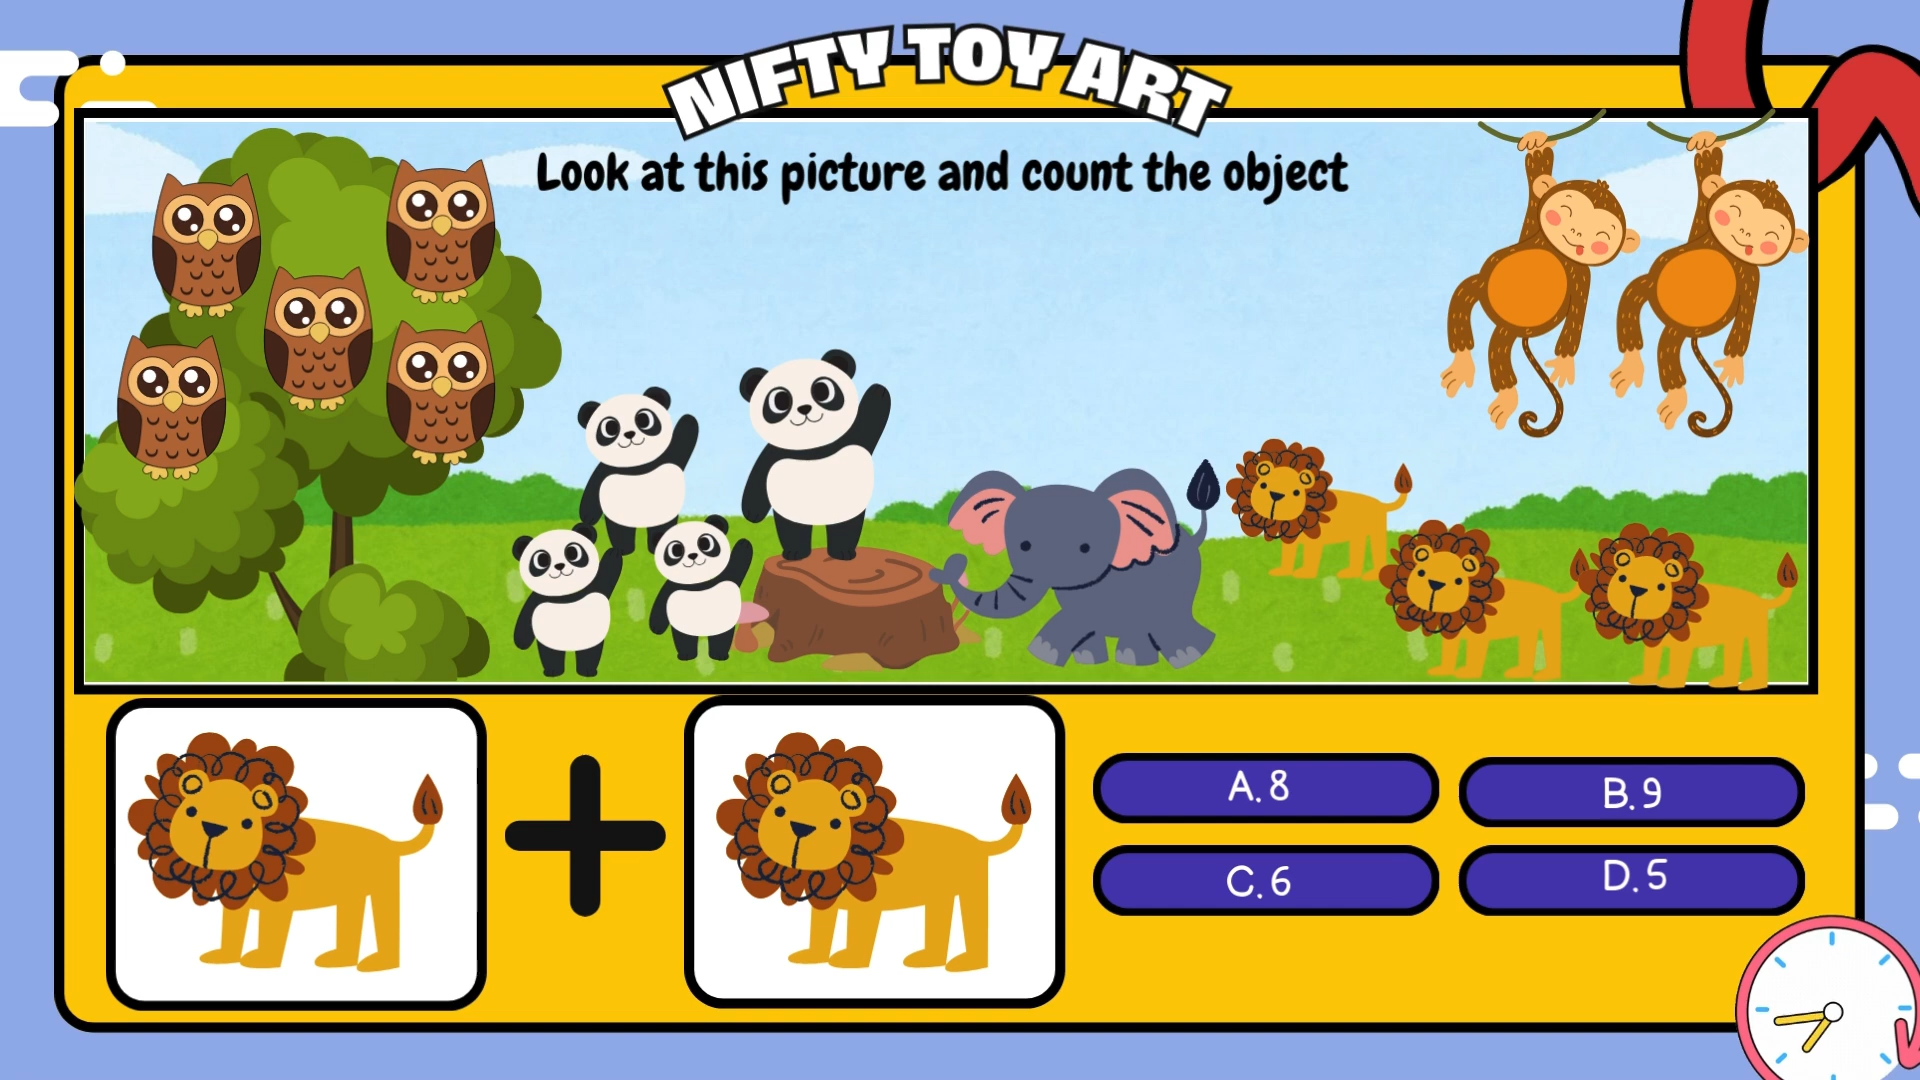 NIFTY TOY ART
Look at this picture and count the object
A. 8
B. 9
C. 6
D. 5